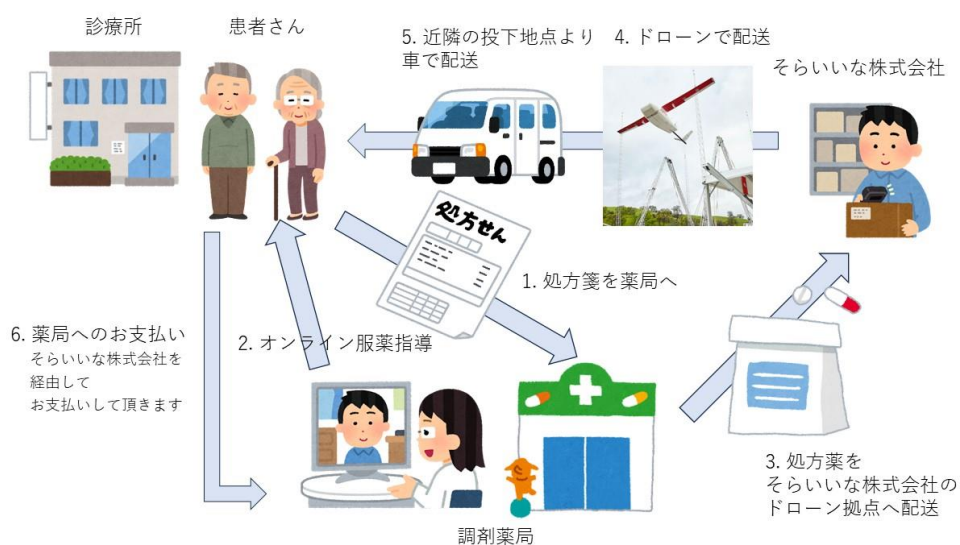 診療所
患者さん
5. 近隣の投下地点より
車で配送
4. ドローンで配送
そらいいな株式会社
処方せん
1. 処方箋を薬局へ
2. オンライン服薬指導
6. 薬局へのお支払い
そらいいな株式会社を
経由して
お支払いして頂きます
3. 処方薬を
そらいいな株式会社の
ドローン拠点へ配送
調剤薬局